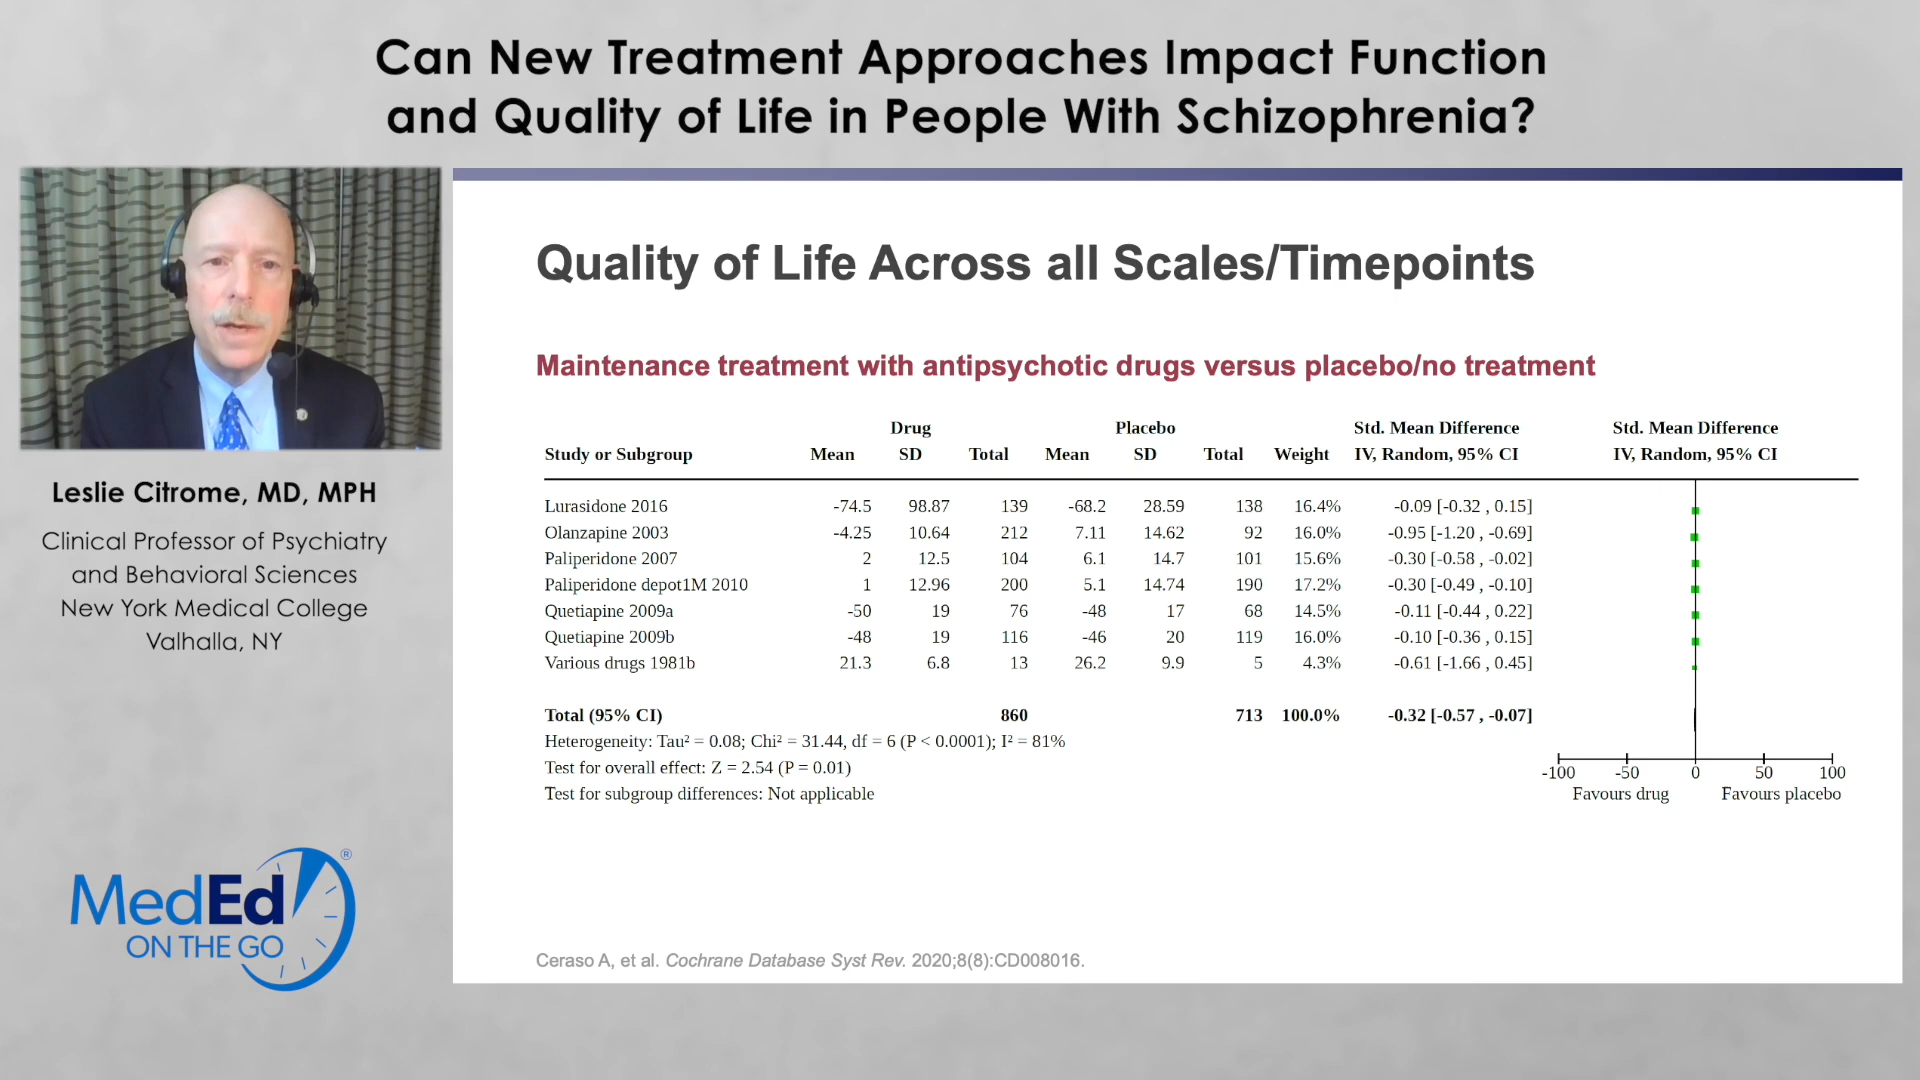 Can New Treatment Approaches Impact Function
and Quality of Life in People With Schizophrenia?
Leslie Citrome, MD, MPH
Clinical Professor of Psychiatry
and Behavioral Sciences
New York Medical College
Valhalla, NY
MedEd®
ON THE GO
Quality of Life Across all Scales/Timepoints
Maintenance treatment with antipsychotic drugs versus placebo/no treatment
Drug Placebo Std. Mean Difference Std. Mean Difference
Study or Subgroup Mean SD Total Mean SD Total Weight IV, Random, 95% CI IV, Random, 95% CI
Lurasidone 2016 -74.5 98.87 139 -68.2 28.59 138 16.4% -0.09 [-0.32 , 0.15]
Olanzapine 2003 -4.25 10.64 212 7.11 14.62 92 16.0% -0.95 [-1.20 , -0.69]
Paliperidone 2007 2 12.5 104 6.1 14.7 101 15.6% -0.30 [-0.58 , -0.02]
Paliperidone depot1M 2010 1 12.96 200 5.1 14.74 190 17.2% -0.30 [-0.49 , -0.10]
Quetiapine 2009a -50 19 76 -48 17 68 14.5% -0.11 [-0.44 , 0.22]
Quetiapine 2009b -48 19 116 -46 20 119 16.0% -0.10 [-0.36 , 0.15]
Various drugs 1981b 21.3 6.8 13 26.2 9.9 5 4.3% -0.61 [-1.66 , 0.45]
Total (95% CI) 860 713 100.0% -0.32 [-0.57 , -0.07]
Heterogeneity: Tau² = 0.08; Chi² = 31.44, df = 6 (P < 0.0001); I² = 81%
Test for overall effect: Z = 2.54 (P = 0.01)
Test for subgroup differences: Not applicable
-100 -50 0 50 100
Favours drug Favours placebo
Ceraso A, et al. Cochrane Database Syst Rev. 2020;8(8):CD008016.